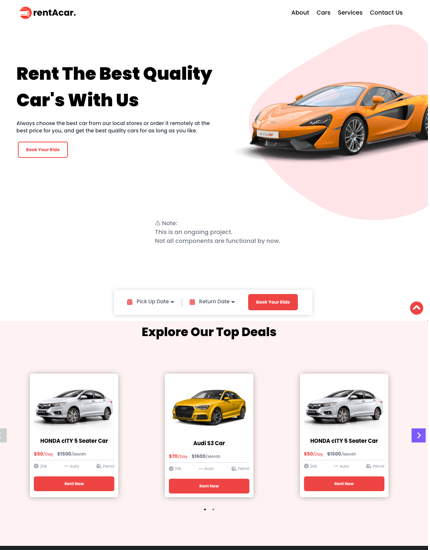 rentAcar.
About Cars Services Contact Us
Rent The Best Quality
Car's With Us
Always choose the best car from our local stores or order it remotely at the
best price for you, and get the best quality cars for as long as you like.
Book Your Ride
⚠ Note:
This is an ongoing project.
Not all components are functional by now.
Pick Up Date Return Date Book Your Ride
Explore Our Top Deals
HONDA cITY 5 Seater Car
$50/Day $1500/Month
20k Auto Petrol
Rent Now
Audi S3 Car
$70/Day $1600/Month
10k Auto Petrol
Rent Now
HONDA cITY 5 Seater Car
$50/Day $1500/Month
20k Auto Petrol
Rent Now